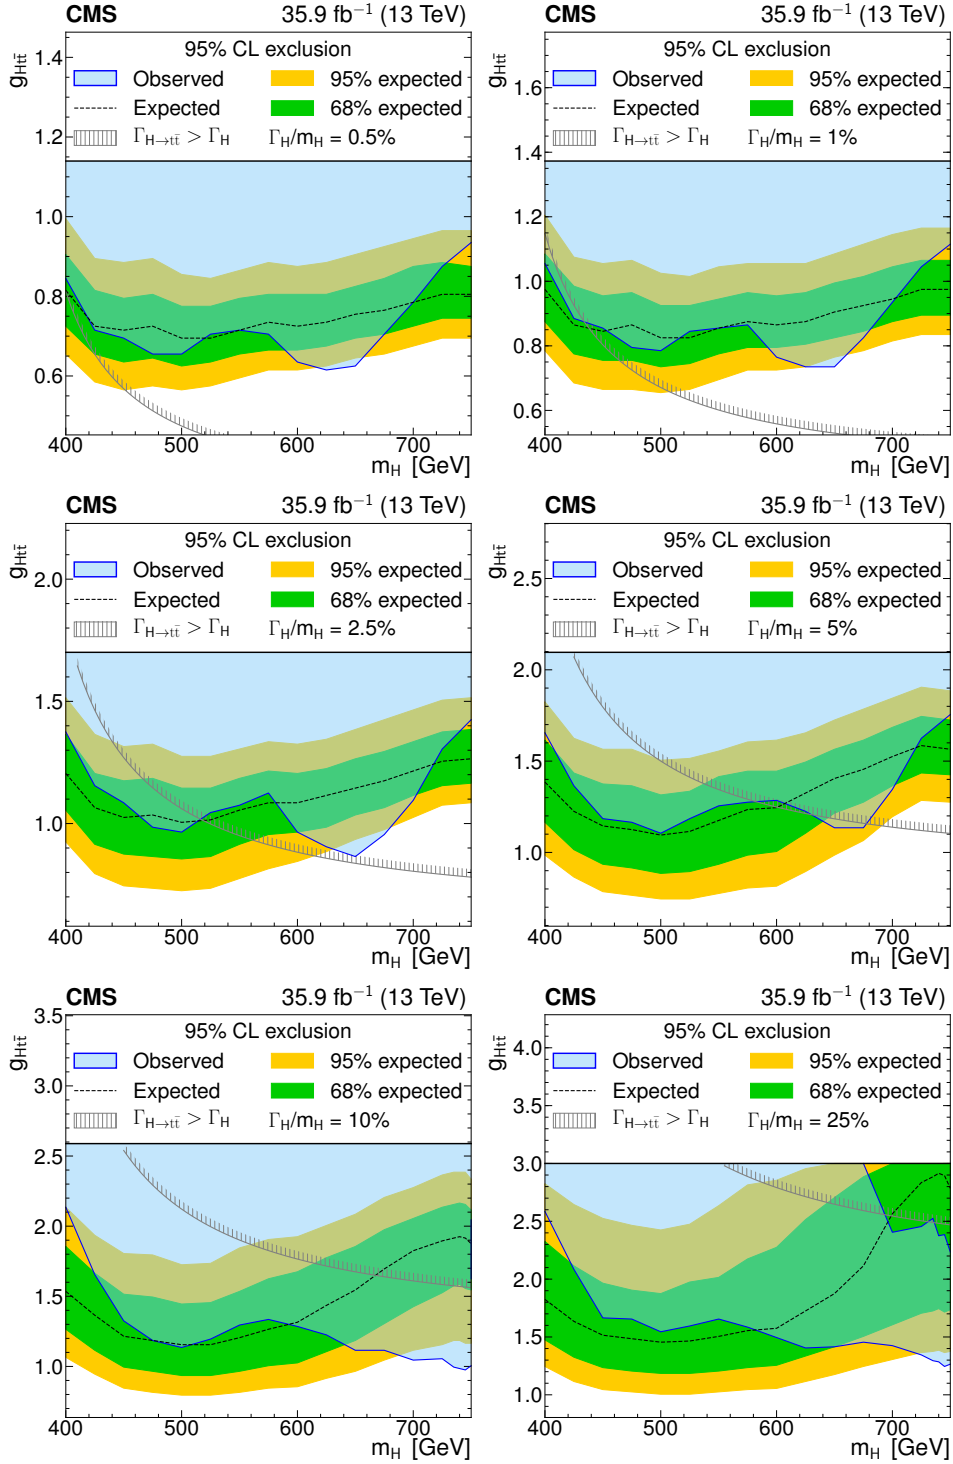 CMS 35.9 fb⁻¹ (13 TeV)
g_Htt̄
95% CL exclusion
Observed 95% expected
Expected 68% expected
Γ_H→tt̄ > Γ_H Γ_H/m_H = 0.5%
1.4
1.2
1.0
0.8
0.6
400 500 600 700
m_H [GeV]
CMS 35.9 fb⁻¹ (13 TeV)
g_Htt̄
95% CL exclusion
Observed 95% expected
Expected 68% expected
Γ_H→tt̄ > Γ_H Γ_H/m_H = 1%
1.6
1.4
1.2
1.0
0.8
0.6
400 500 600 700
m_H [GeV]
CMS 35.9 fb⁻¹ (13 TeV)
g_Htt̄
95% CL exclusion
Observed 95% expected
Expected 68% expected
Γ_H→tt̄ > Γ_H Γ_H/m_H = 2.5%
2.0
1.5
1.0
400 500 600 700
m_H [GeV]
CMS 35.9 fb⁻¹ (13 TeV)
g_Htt̄
95% CL exclusion
Observed 95% expected
Expected 68% expected
Γ_H→tt̄ > Γ_H Γ_H/m_H = 5%
2.5
2.0
1.5
1.0
400 500 600 700
m_H [GeV]
CMS 35.9 fb⁻¹ (13 TeV)
g_Htt̄
95% CL exclusion
Observed 95% expected
Expected 68% expected
Γ_H→tt̄ > Γ_H Γ_H/m_H = 10%
3.5
3.0
2.5
2.0
1.5
1.0
400 500 600 700
m_H [GeV]
CMS 35.9 fb⁻¹ (13 TeV)
g_Htt̄
95% CL exclusion
Observed 95% expected
Expected 68% expected
Γ_H→tt̄ > Γ_H Γ_H/m_H = 25%
4.0
3.5
3.0
2.5
2.0
1.5
1.0
400 500 600 700
m_H [GeV]